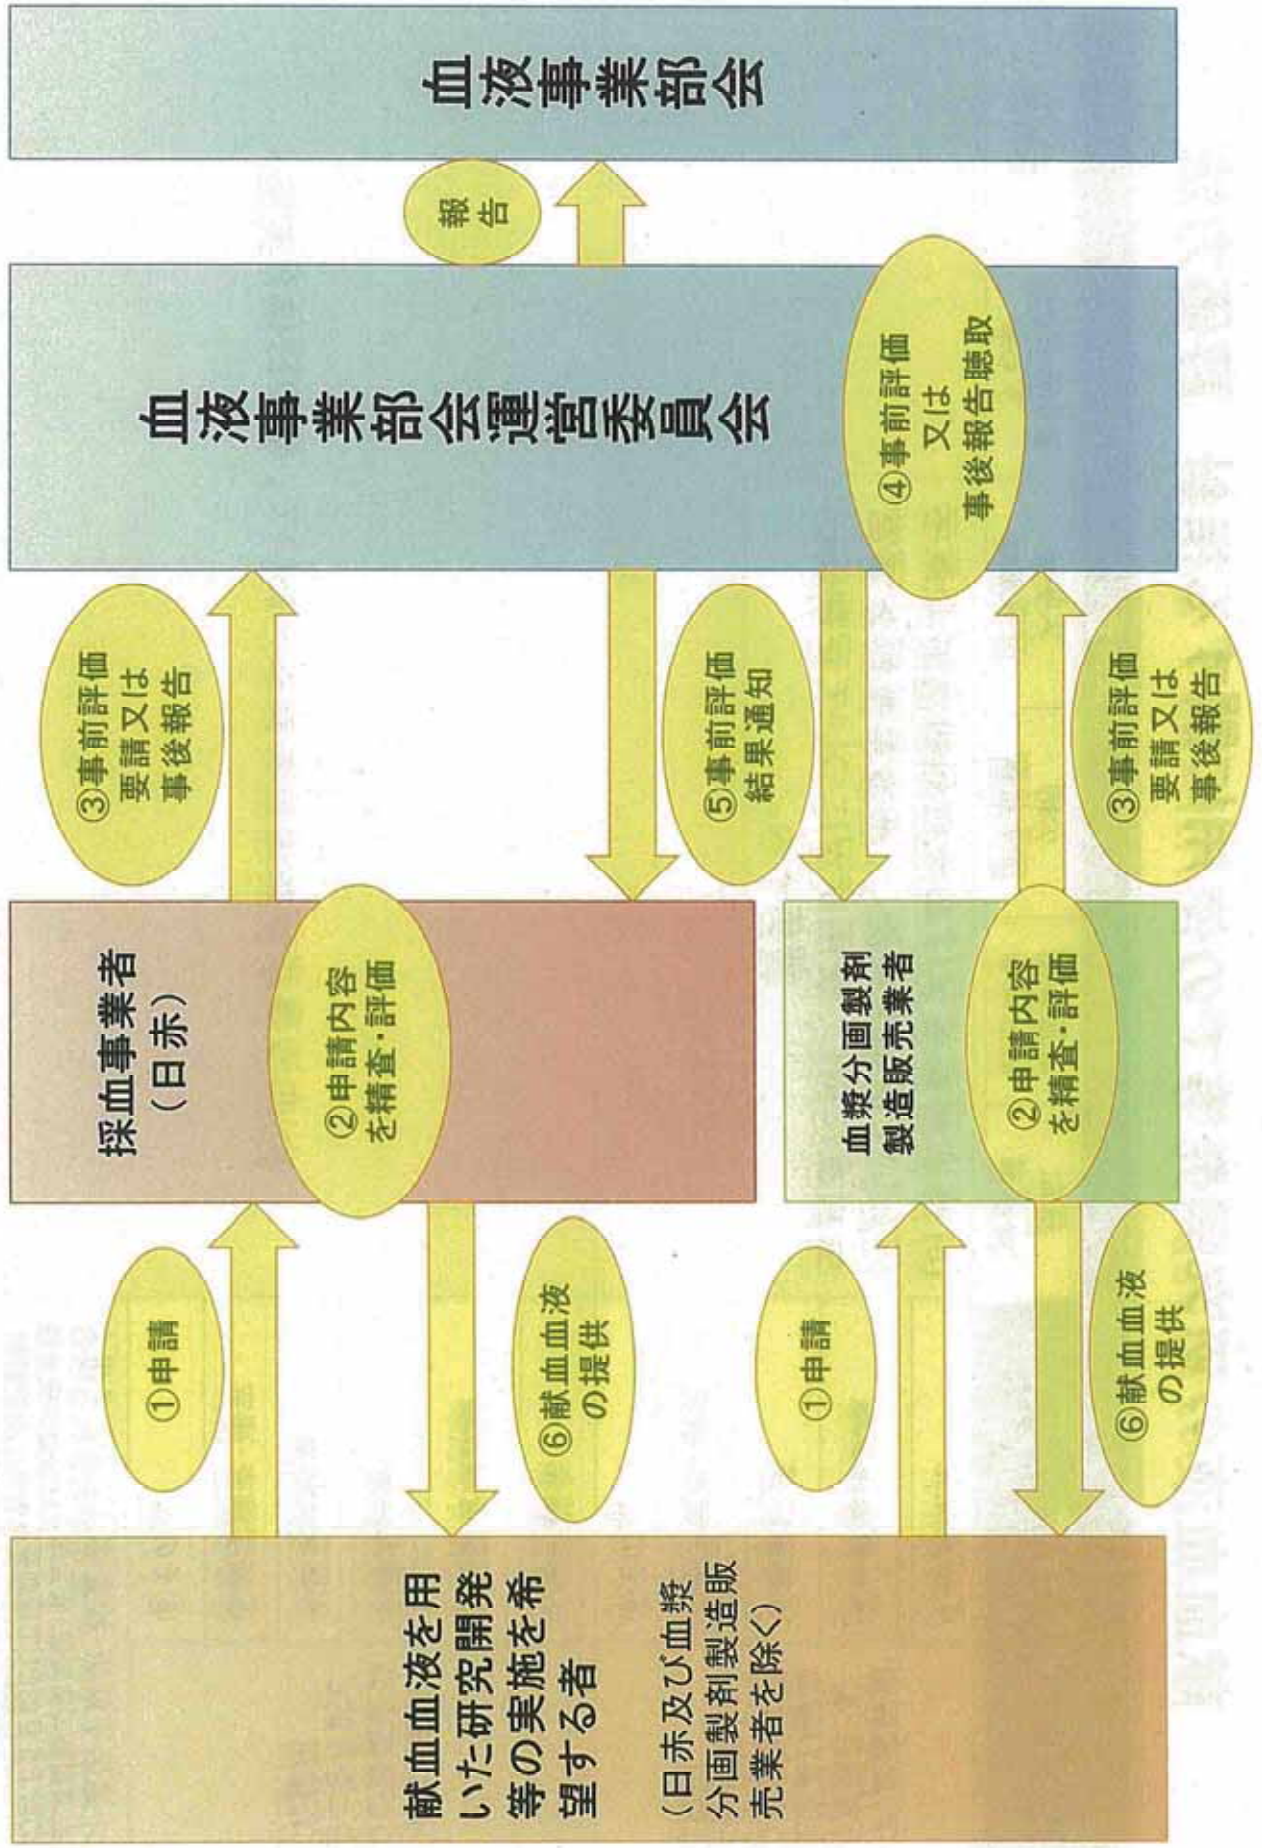 献血血液を用
いた研究開発
等の実施を希
望する者
（日赤及び血漿
分画製剤製造販
売業者を除く）
①申請
⑥献血血液
の提供
①申請
⑥献血血液
の提供
採血事業者
（日赤）
②申請内容
を精査・評価
血漿分画製剤
製造販売業者
②申請内容
を精査・評価
③事前評価
要請又は
事後報告
⑤事前評価
結果通知
③事前評価
要請又は
事後報告
血液事業部会運営委員会
④事前評価
又は
事後報告聴取
報告
血液事業部会